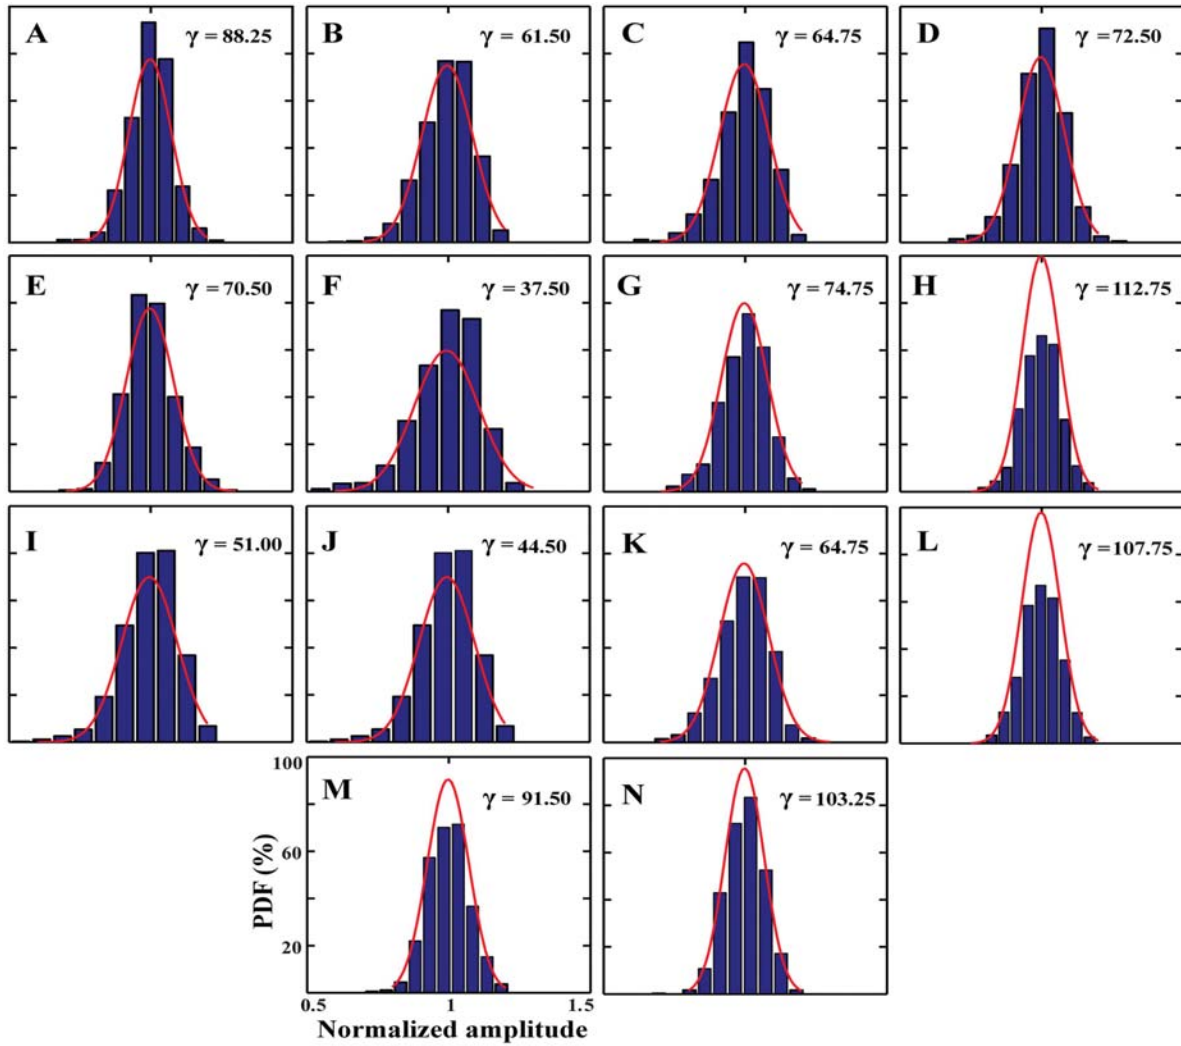 A γ = 88.25
B γ = 61.50
C γ = 64.75
D γ = 72.50
E γ = 70.50
F γ = 37.50
G γ = 74.75
H γ = 112.75
I γ = 51.00
J γ = 44.50
K γ = 64.75
L γ = 107.75
100
M γ = 91.50
N γ = 103.25
60
PDF (%)
20
0.5 1 1.5
Normalized amplitude